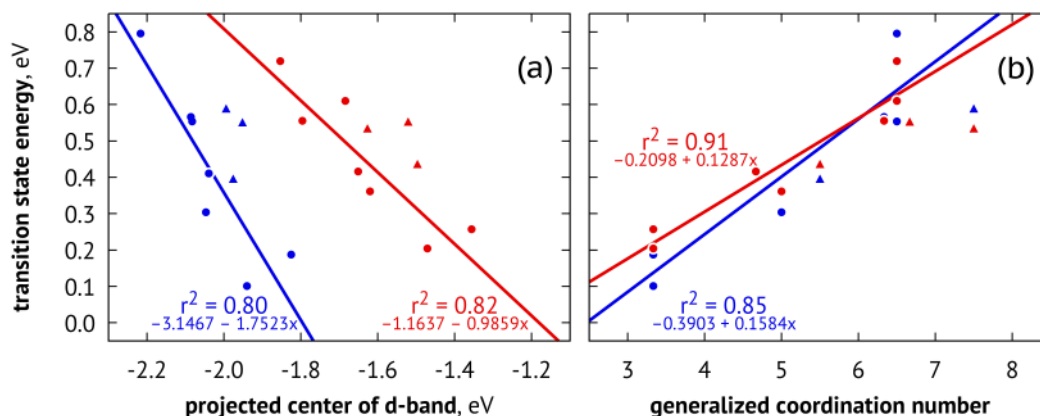 transition state energy, eV
0.8
0.7
0.6
0.5
0.4
0.3
0.2
0.1
0.0
(a)
r² = 0.80
−3.1467 − 1.7523x
r² = 0.82
−1.1637 − 0.9859x
-2.2 -2.0 -1.8 -1.6 -1.4 -1.2
projected center of d-band, eV
(b)
r² = 0.91
−0.2098 + 0.1287x
r² = 0.85
−0.3903 + 0.1584x
3 4 5 6 7 8
generalized coordination number